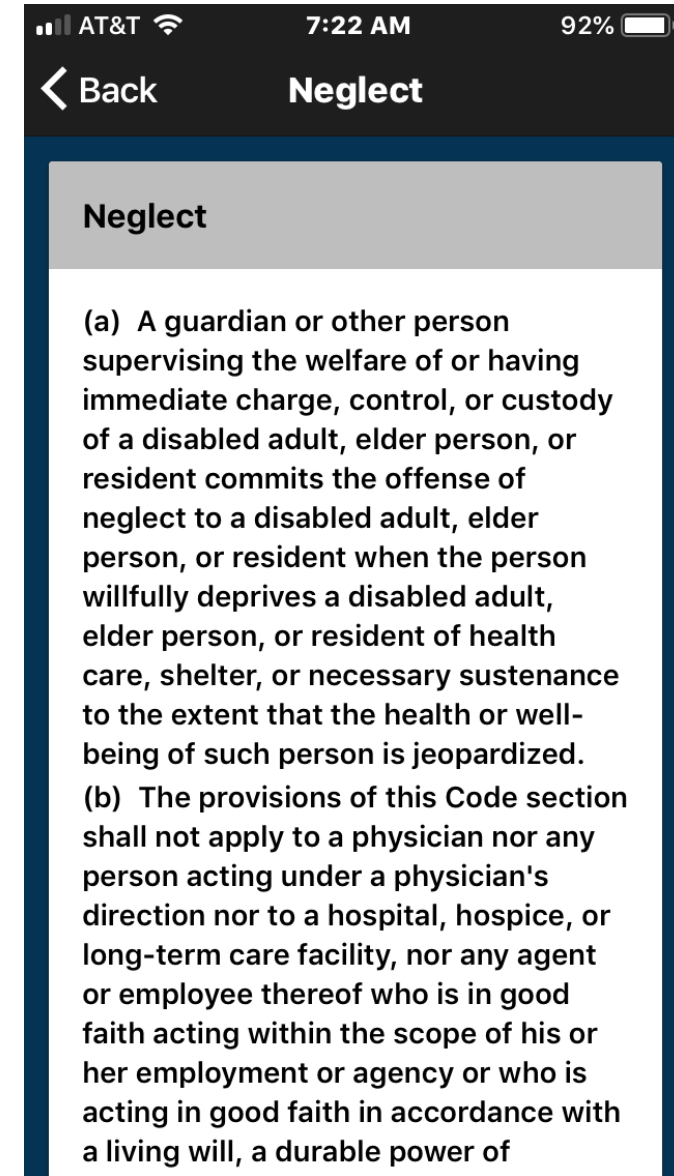 AT&T 7:22 AM 92%
Back Neglect
Neglect
(a) A guardian or other person
supervising the welfare of or having
immediate charge, control, or custody
of a disabled adult, elder person, or
resident commits the offense of
neglect to a disabled adult, elder
person, or resident when the person
willfully deprives a disabled adult,
elder person, or resident of health
care, shelter, or necessary sustenance
to the extent that the health or well-
being of such person is jeopardized.
(b) The provisions of this Code section
shall not apply to a physician nor any
person acting under a physician's
direction nor to a hospital, hospice, or
long-term care facility, nor any agent
or employee thereof who is in good
faith acting within the scope of his or
her employment or agency or who is
acting in good faith in accordance with
a living will, a durable power of